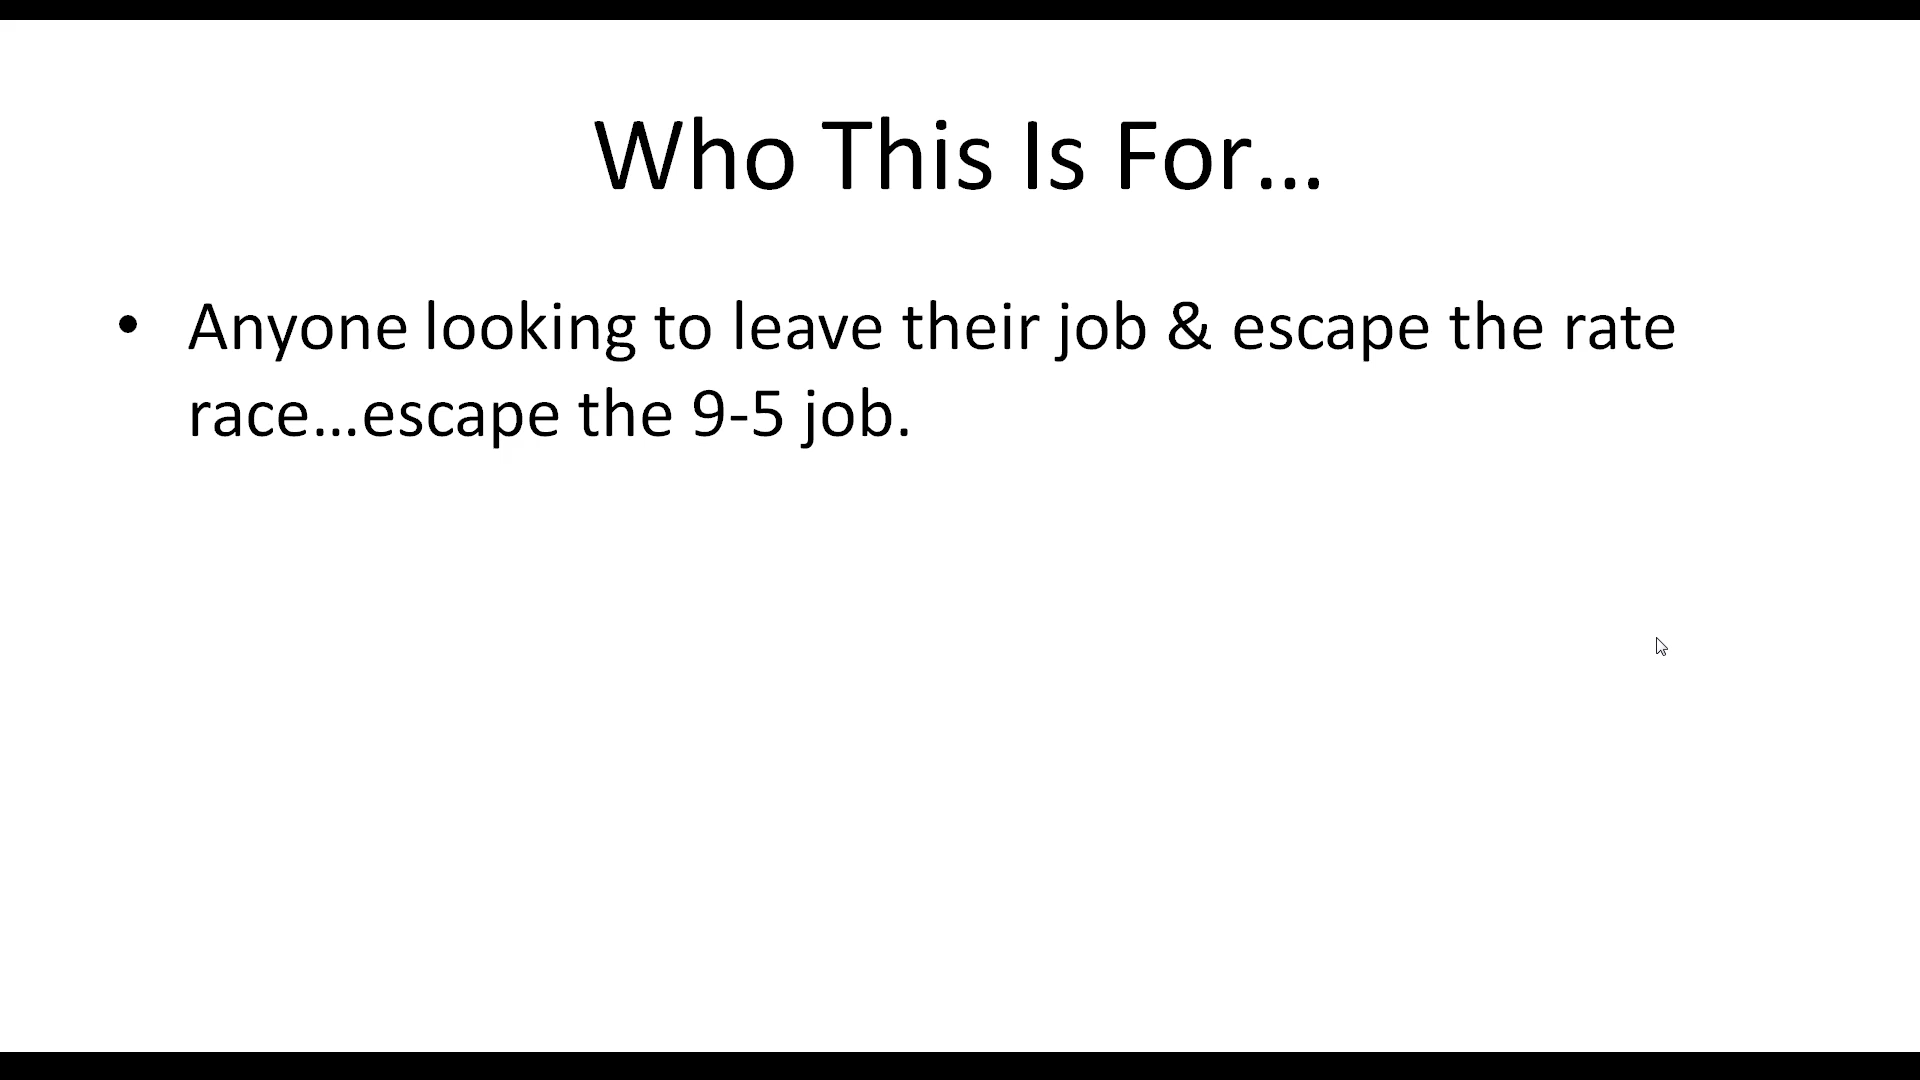 Who This Is For…
• Anyone looking to leave their job & escape the rate
race…escape the 9-5 job.